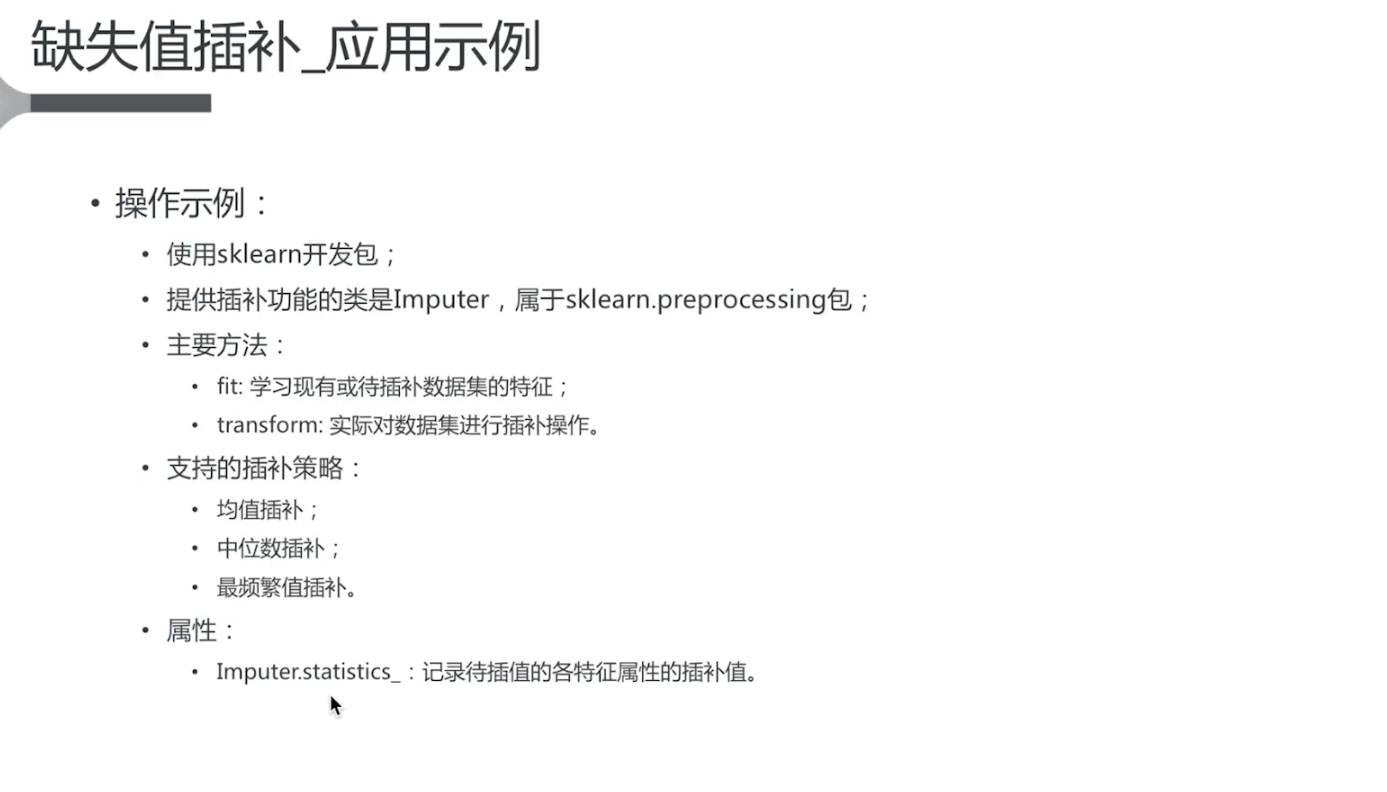 缺失值插补_应用示例
• 操作示例：
• 使用sklearn开发包；
• 提供插补功能的类是Imputer，属于sklearn.preprocessing包；
• 主要方法：
• fit: 学习现有或待插补数据集的特征；
• transform: 实际对数据集进行插补操作。
• 支持的插补策略：
• 均值插补；
• 中位数插补；
• 最频繁值插补。
• 属性：
• Imputer.statistics_：记录待插值的各特征属性的插补值。